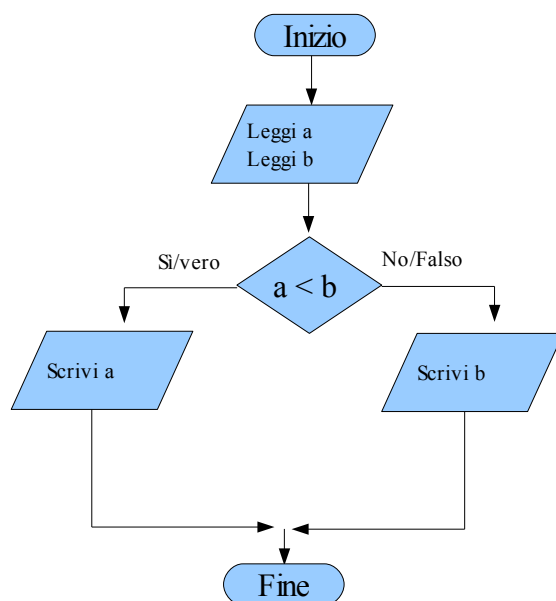 Inizio
Leggi a
Leggi b
Sì/vero
No/Falso
a < b
Scrivi a
Scrivi b
Fine